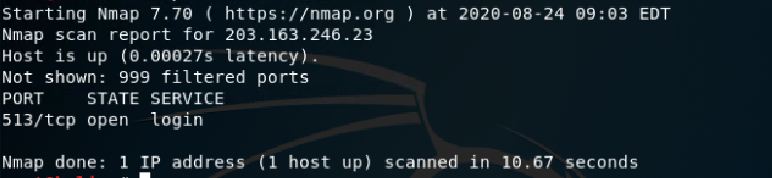 Starting Nmap 7.70 ( https://nmap.org ) at 2020-08-24 09:03 EDT
Nmap scan report for 203.163.246.23
Host is up (0.00027s latency).
Not shown: 999 filtered ports
PORT    STATE SERVICE
513/tcp open  login

Nmap done: 1 IP address (1 host up) scanned in 10.67 seconds